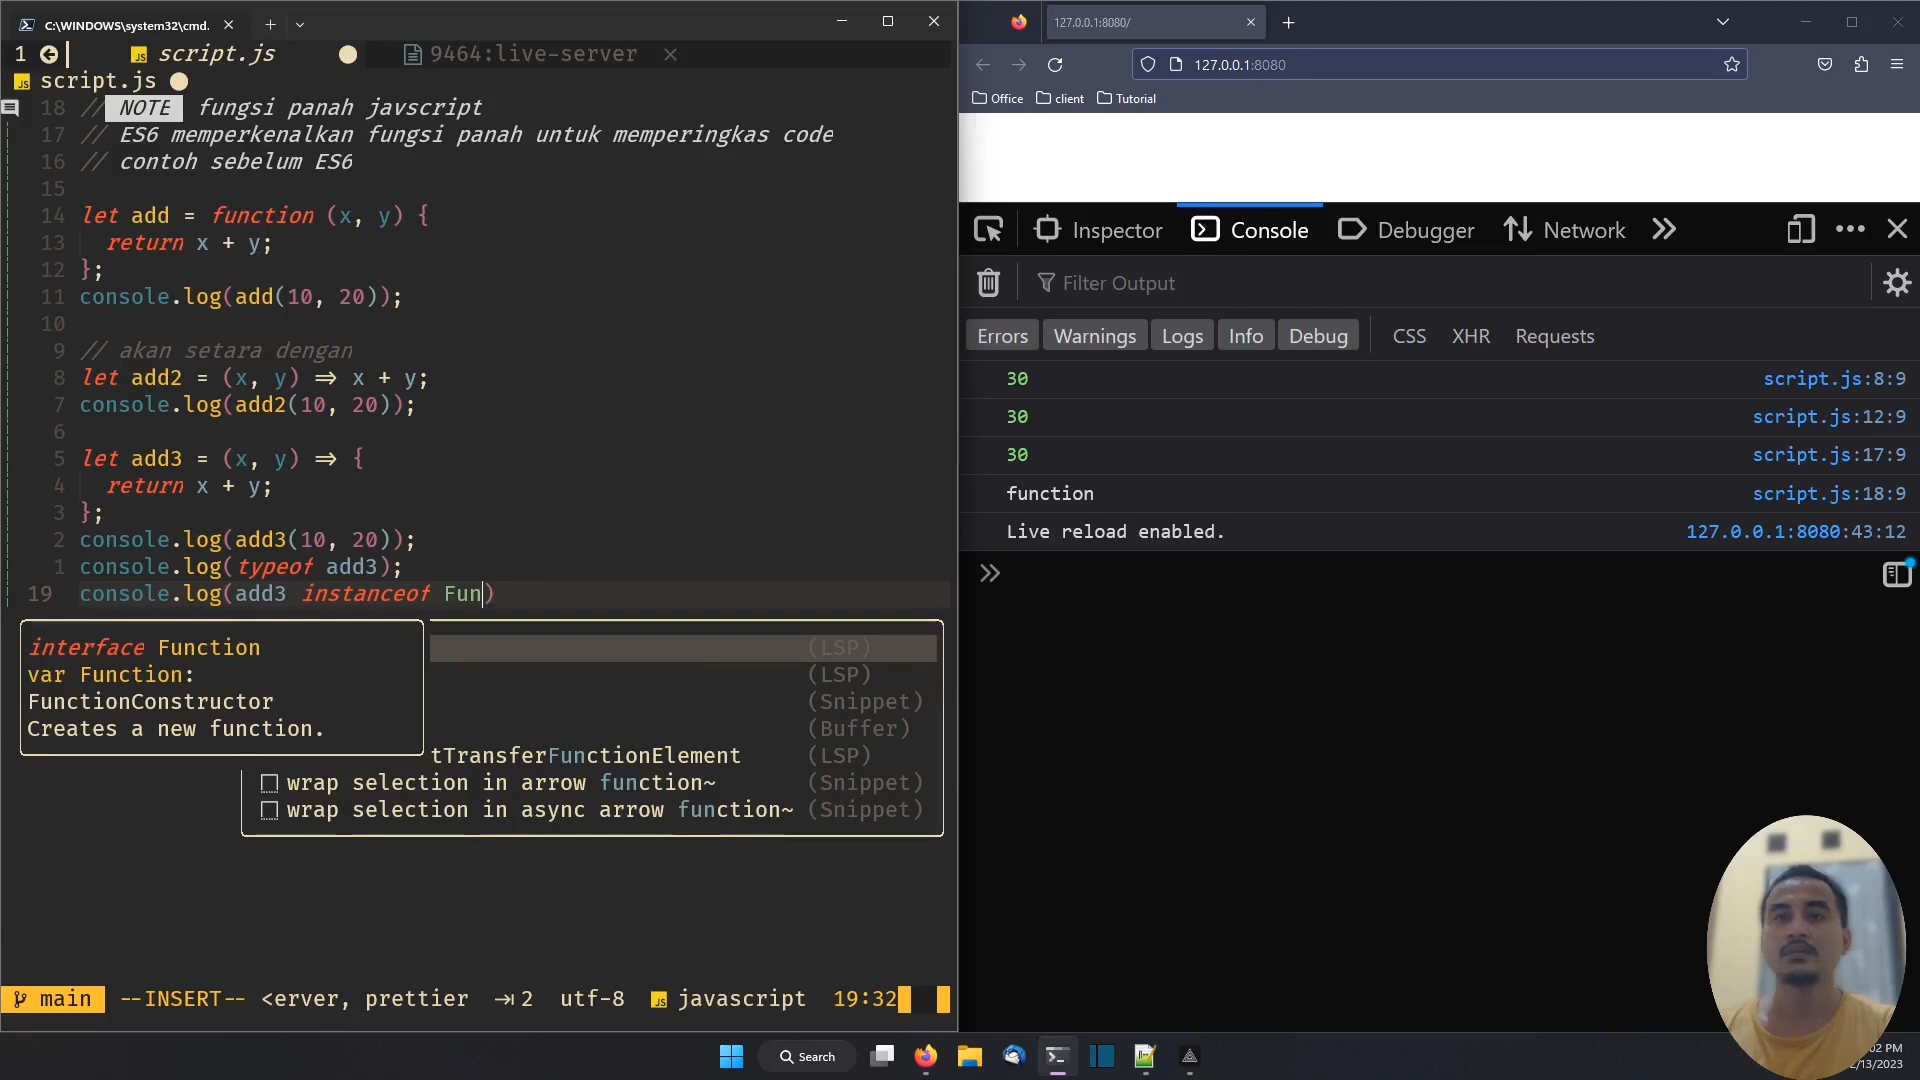 C:\WINDOWS\system32\cmd.
1 script.js 9464:live-server
script.js
18 // NOTE fungsi panah javscript
17 // ES6 memperkenalkan fungsi panah untuk memperingkas code
16 // contoh sebelum ES6
15
14 let add = function (x, y) {
13 return x + y;
12 };
11 console.log(add(10, 20));
10
9 // akan setara dengan
8 let add2 = (x, y) => x + y;
7 console.log(add2(10, 20));
6
5 let add3 = (x, y) => {
4 return x + y;
3 };
2 console.log(add3(10, 20));
1 console.log(typeof add3);
19 console.log(add3 instanceof Fun)
interface Function
var Function:
FunctionConstructor
Creates a new function.
(LSP)
(LSP)
(Snippet)
(Buffer)
tTransferFunctionElement (LSP)
wrap selection in arrow function~ (Snippet)
wrap selection in async arrow function~ (Snippet)
main --INSERT-- <erver, prettier 2 utf-8 javascript 19:32
127.0.0.1:8080/
127.0.0.1:8080
Office client Tutorial
Inspector Console Debugger Network
Filter Output
Errors Warnings Logs Info Debug CSS XHR Requests
30 script.js:8:9
30 script.js:12:9
30 script.js:17:9
function script.js:18:9
Live reload enabled. 127.0.0.1:8080:43:12
Search
02 PM
2/13/2023